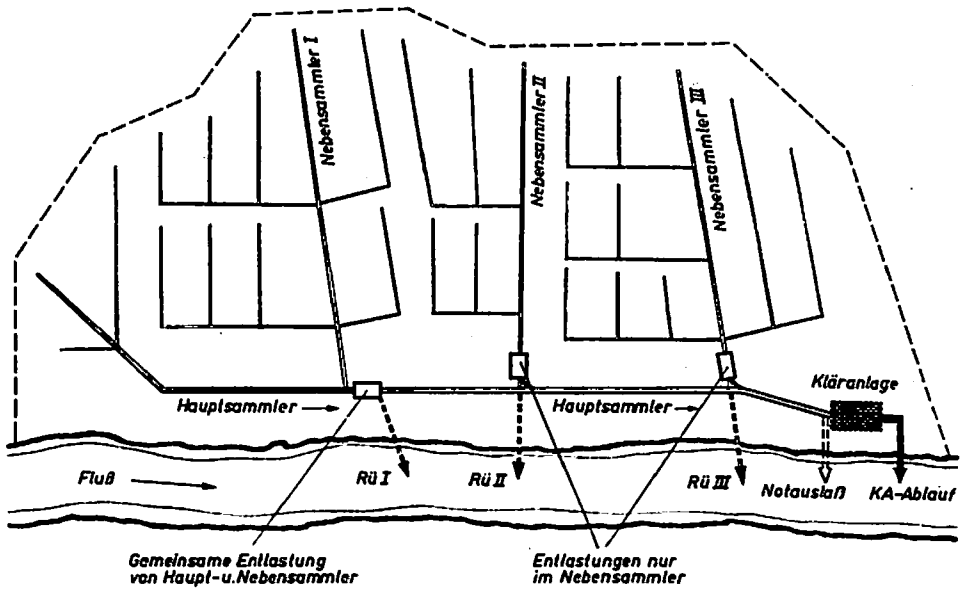 Nebensammler I
Nebensammler II
Nebensammler III
Kläranlage
Hauptsammler
Hauptsammler
Fluß
Rü I
Rü II
Rü III
Notauslaß
KA-Ablauf
Gemeinsame Entlastung
von Haupt-u. Nebensammler
Entlastungen nur
im Nebensammler